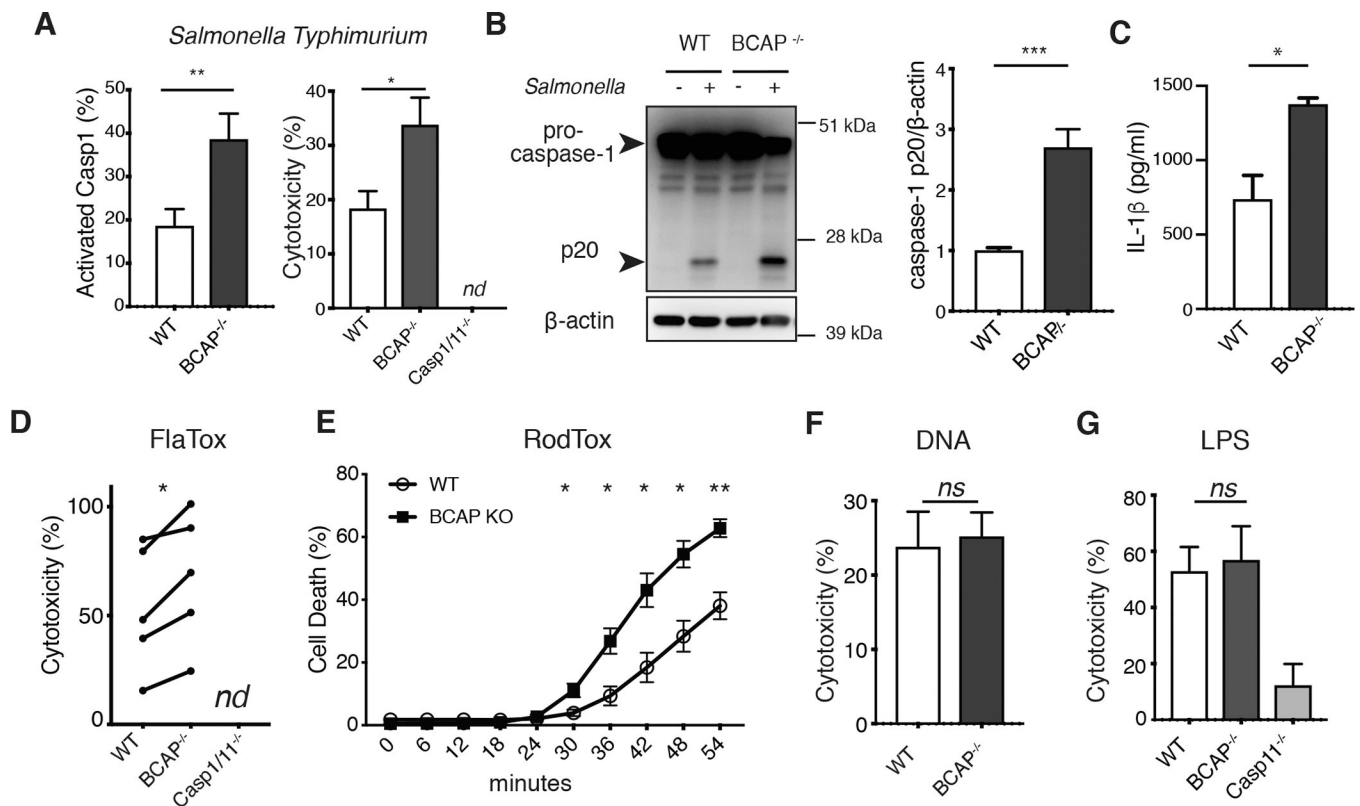 A
Salmonella Typhimurium
**
Activated Casp1 (%)
50
40
30
20
10
0
WT
BCAP-/-
*
Cytotoxicity (%)
40
30
20
10
0
nd
WT
BCAP-/-
Casp1/11-/-
B
WT
BCAP -/-
Salmonella
-
+
-
+
pro-
caspase-1
51 kDa
28 kDa
p20
β-actin
39 kDa
***
caspase-1 p20/β-actin
4
3
2
1
0
WT
BCAP/-
C
*
IL-1β (pg/ml)
1500
1000
500
0
WT
BCAP-/-
D
FlaTox
*
Cytotoxicity (%)
100
50
0
nd
WT
BCAP-/-
Casp1/11-/-
E
RodTox
Cell Death (%)
80
60
40
20
0
WT
BCAP KO
* * * * **
0 6 12 18 24 30 36 42 48 54
minutes
F
DNA
ns
Cytotoxicity (%)
30
20
10
0
WT
BCAP-/-
G
LPS
ns
Cytotoxicity (%)
80
60
40
20
0
WT
BCAP-/-
Casp11-/-